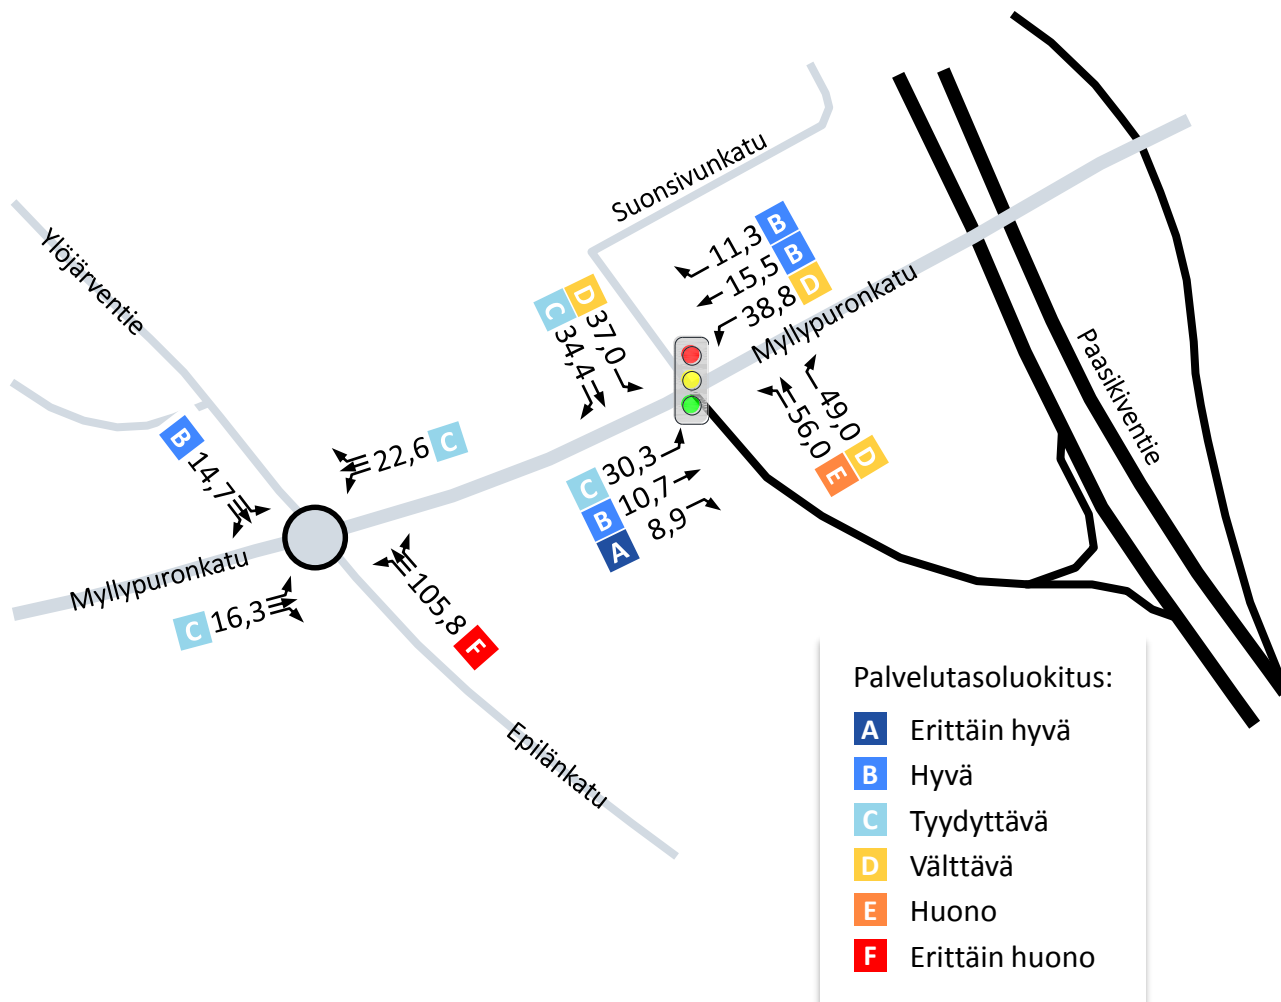 Suonsivunkatu
Ylöjärventie
11,3 B
15,5 B
38,8 D
Myllypuronkatu
D 37,0
C 34,4
Paasikiventie
49,0 D
56,0 E
B 14,7
22,6 C
C 30,3
B 10,7
A 8,9
Myllypuronkatu
C 16,3
105,8 F
Epilänkatu
Palvelutasoluokitus:
A Erittäin hyvä
B Hyvä
C Tyydyttävä
D Välttävä
E Huono
F Erittäin huono